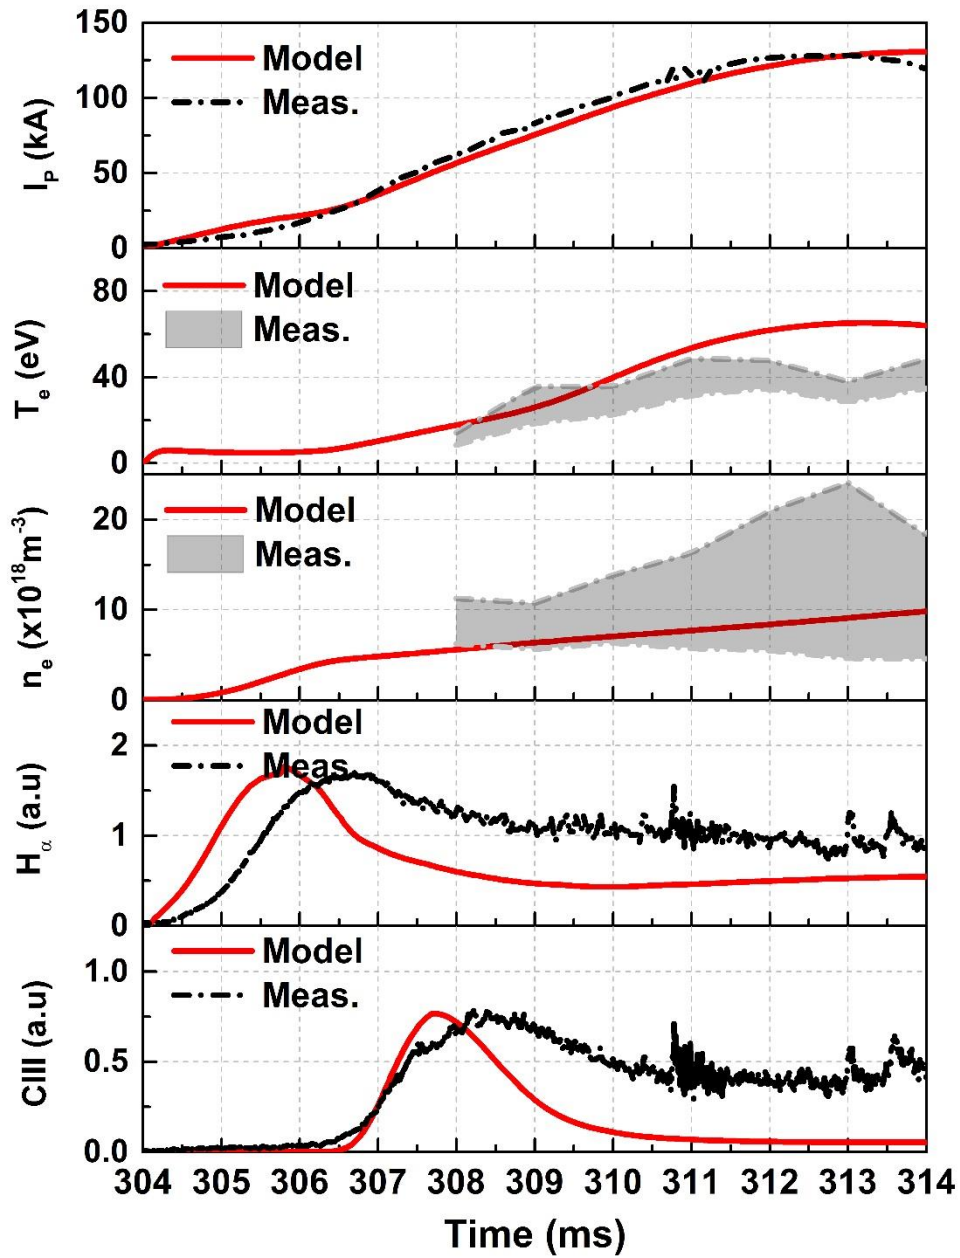 150
Model
Meas.
100
50
0
I_P (kA)
Model
Meas.
80
40
0
T_e (eV)
Model
Meas.
20
10
0
n_e (x10^18m^-3)
Model
Meas.
2
1
0
H_α (a.u)
Model
Meas.
1.0
0.5
0.0
CIII (a.u)
304 305 306 307 308 309 310 311 312 313 314
Time (ms)